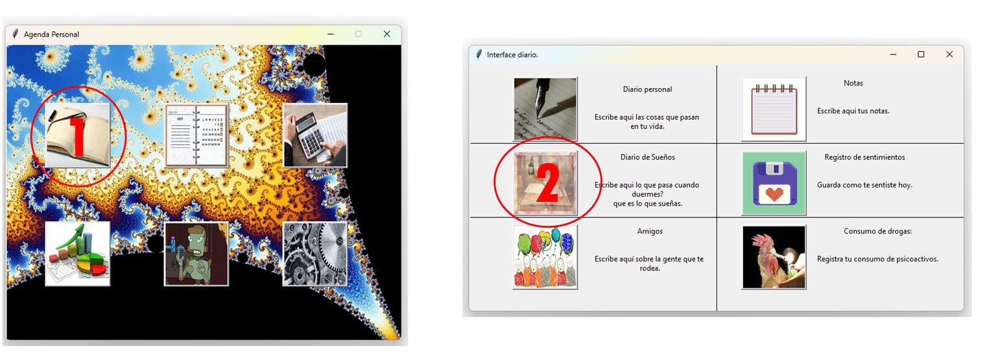 Agenda Personal
1
Agenda
HOY
L M M J V S D
Interface diario.
Diario personal
Escribe aqui las cosas que pasan
en tu vida.
Notas
Escribe aqui tus notas.
2
Diario de Sueños
Escribe aqui lo que pasa cuando
duermes?
que es lo que sueñas.
Registro de sentimientos
Guarda como te sentiste hoy.
Amigos
Escribe aquí sobre la gente que te
rodea.
Consumo de drogas:
Registra tu consumo de psicoactivos.